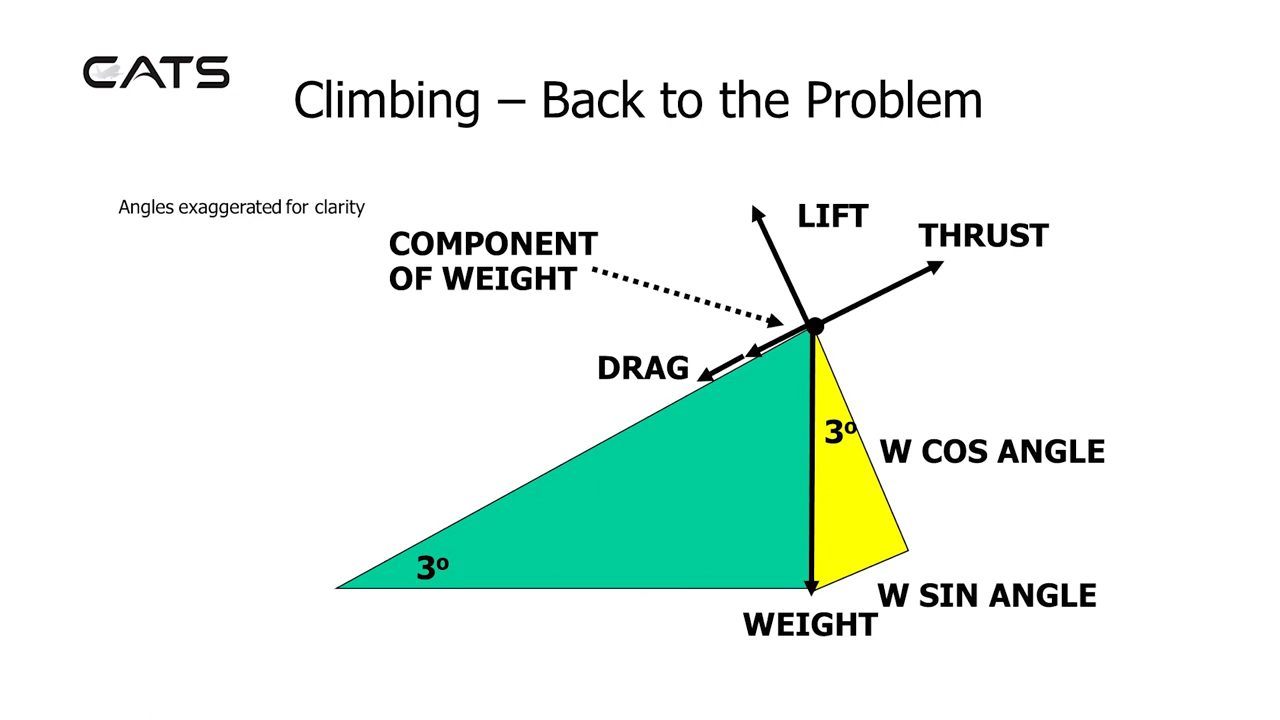 CATS
Climbing – Back to the Problem
Angles exaggerated for clarity
LIFT
THRUST
COMPONENT
OF WEIGHT
DRAG
3º
W COS ANGLE
3º
W SIN ANGLE
WEIGHT